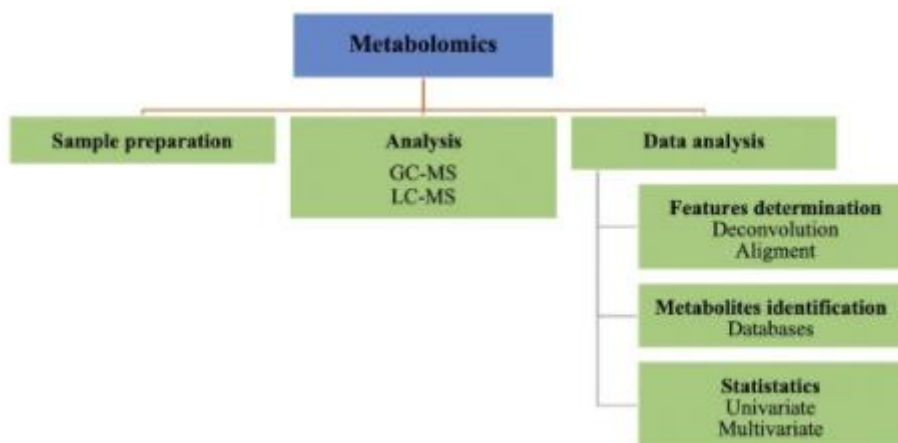 Metabolomics
Sample preparation
Analysis
GC-MS
LC-MS
Data analysis
Features determination
Deconvolution
Aligment
Metabolites identification
Databases
Statistatics
Univariate
Multivariate